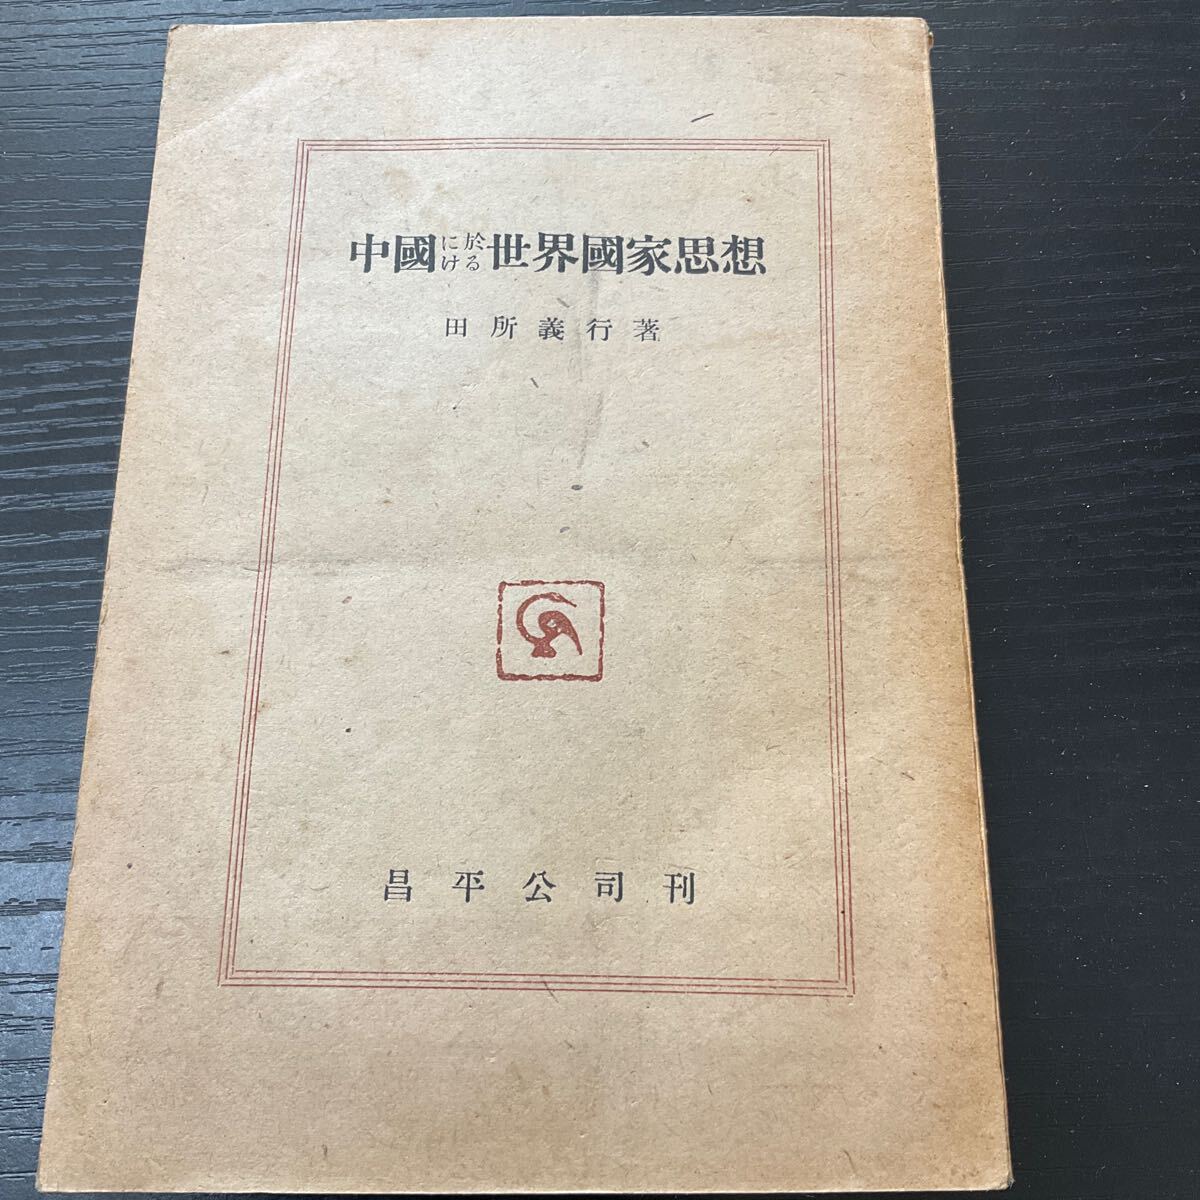 中國に於ける世界國家思想
田所義行著
昌平公司刊